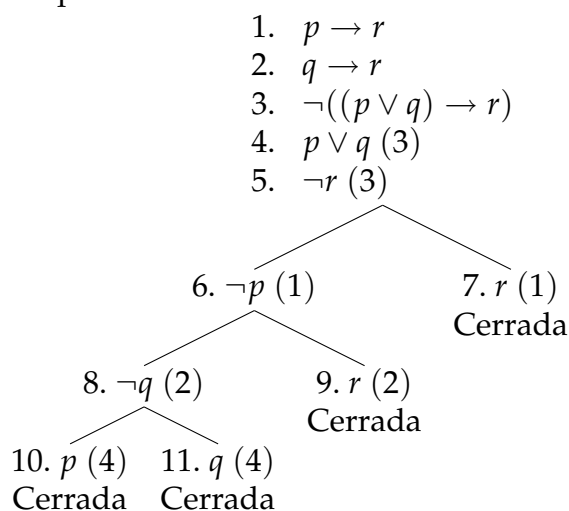 1. p → r
2. q → r
3. ¬((p ∨ q) → r)
4. p ∨ q (3)
5. ¬r (3)
6. ¬p (1) 7. r (1)
Cerrada
8. ¬q (2) 9. r (2)
Cerrada
10. p (4) 11. q (4)
Cerrada Cerrada